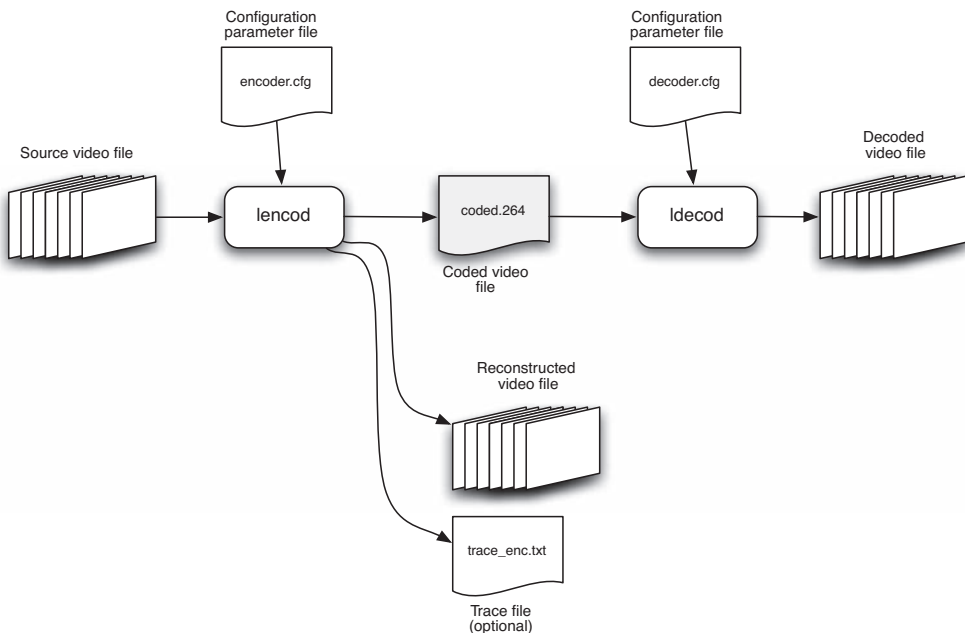 Configuration
parameter file
encoder.cfg
Configuration
parameter file
decoder.cfg
Source video file
lencod
coded.264
Coded video
file
ldecod
Decoded
video file
Reconstructed
video file
trace_enc.txt
Trace file
(optional)